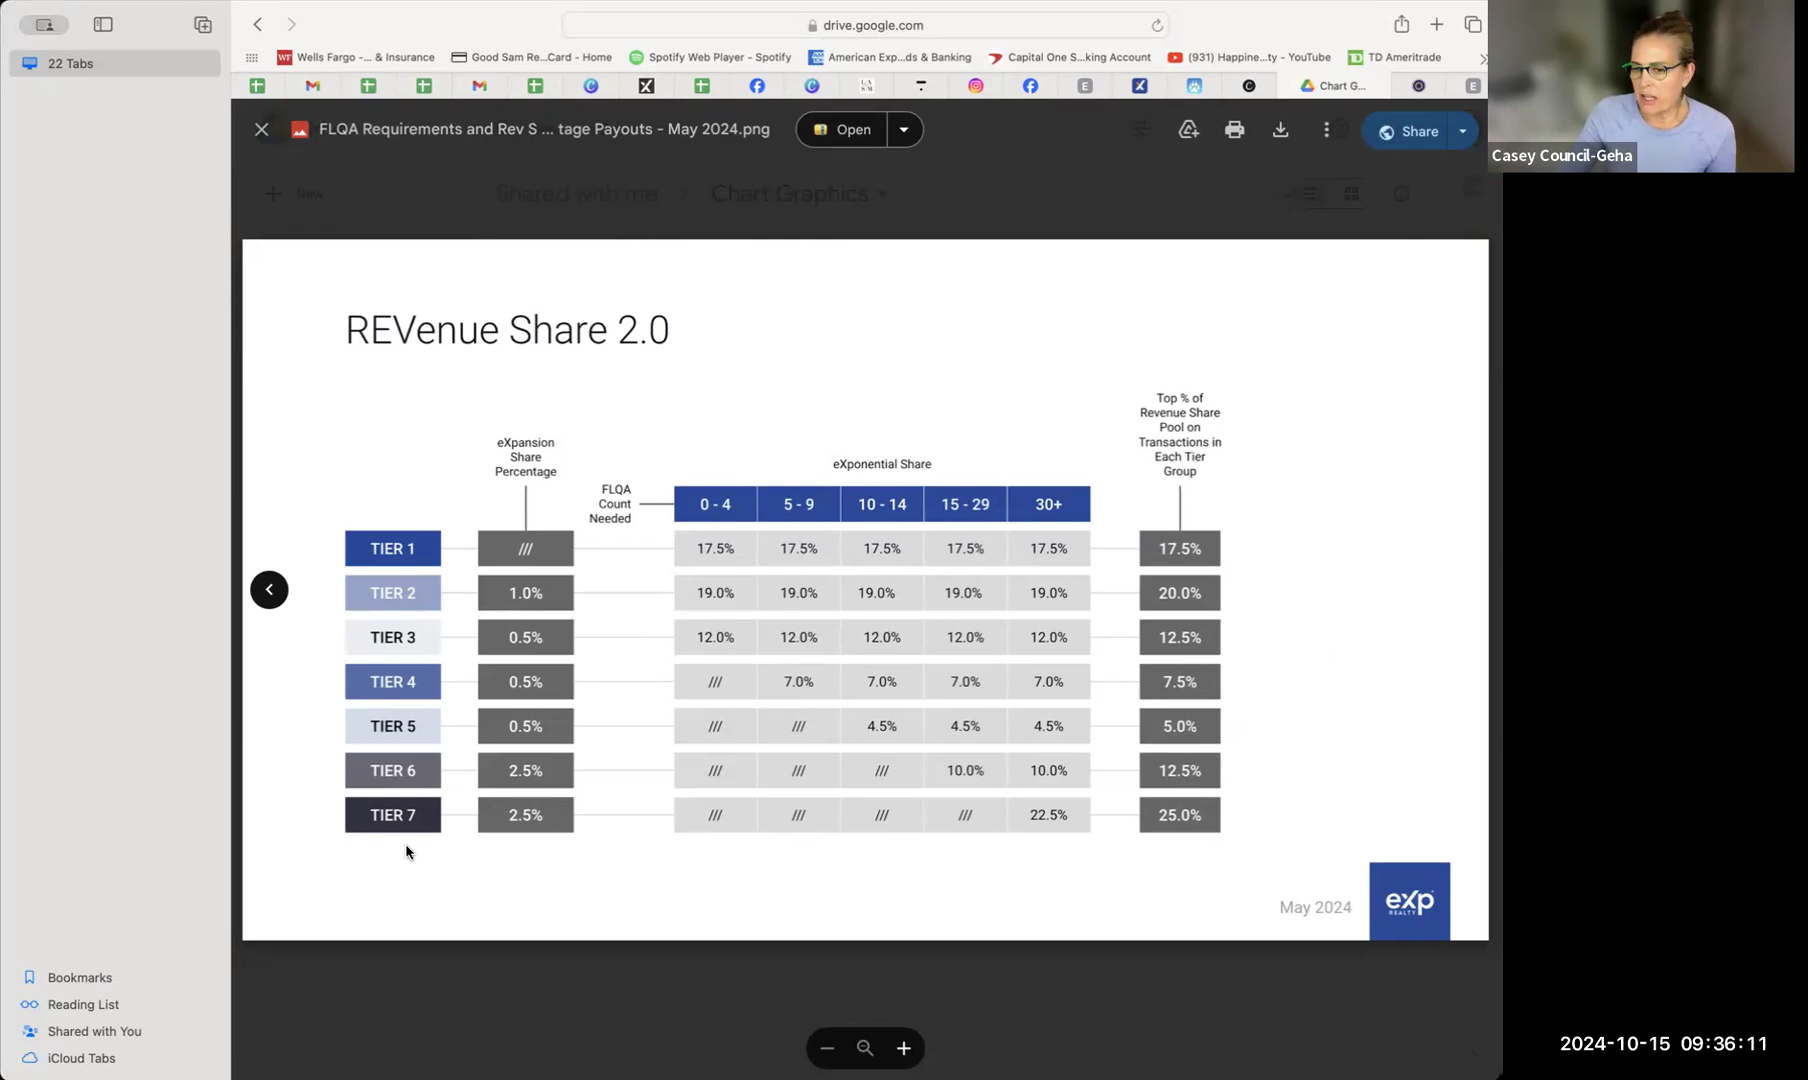 22 Tabs
drive.google.com
Wells Fargo -... & Insurance
Good Sam Re...Card - Home
Spotify Web Player - Spotify
American Exp...ds & Banking
Capital One S...king Account
(931) Happine...ty - YouTube
TD Ameritrade
Chart G...
FLQA Requirements and Rev S ... tage Payouts - May 2024.png
Open
Share
Casey Council-Geha
New
Shared with me
Chart Graphics
REVenue Share 2.0
eXpansion
Share
Percentage
FLQA
Count
Needed
eXponential Share
Top % of
Revenue Share
Pool on
Transactions in
Each Tier
Group
0 - 4 5 - 9 10 - 14 15 - 29 30+
TIER 1 /// 17.5% 17.5% 17.5% 17.5% 17.5% 17.5%
TIER 2 1.0% 19.0% 19.0% 19.0% 19.0% 19.0% 20.0%
TIER 3 0.5% 12.0% 12.0% 12.0% 12.0% 12.0% 12.5%
TIER 4 0.5% /// 7.0% 7.0% 7.0% 7.0% 7.5%
TIER 5 0.5% /// /// 4.5% 4.5% 4.5% 5.0%
TIER 6 2.5% /// /// /// 10.0% 10.0% 12.5%
TIER 7 2.5% /// /// /// /// 22.5% 25.0%
May 2024
exp
REALTY
Bookmarks
Reading List
Shared with You
iCloud Tabs
2024-10-15 09:36:11